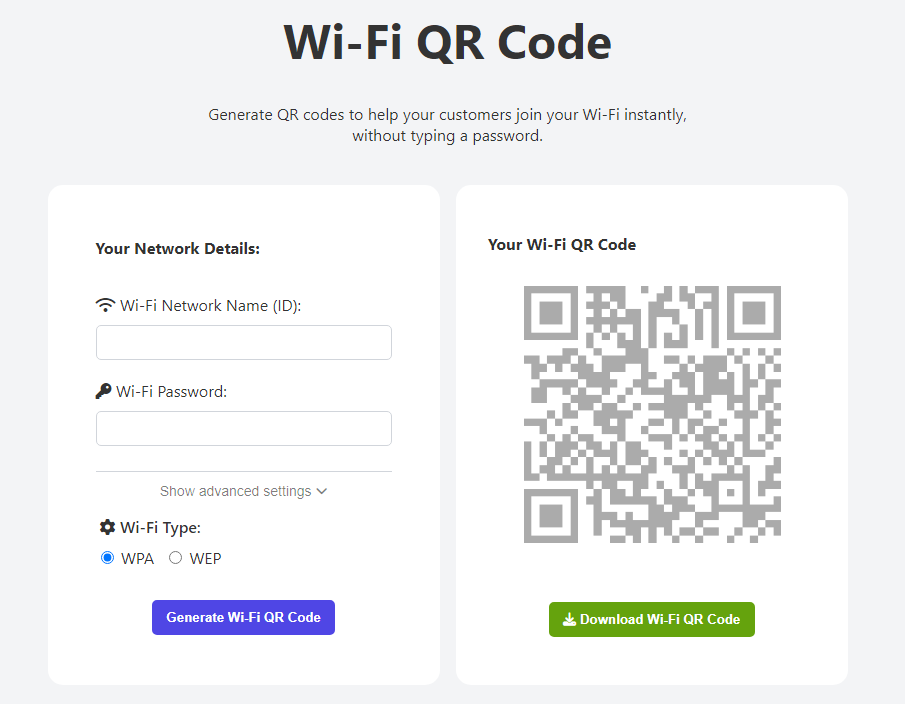 Wi-Fi QR Code
Generate QR codes to help your customers join your Wi-Fi instantly,
without typing a password.
Your Network Details:
Wi-Fi Network Name (ID):
Wi-Fi Password:
Show advanced settings
Wi-Fi Type:
WPA WEP
Generate Wi-Fi QR Code
Your Wi-Fi QR Code
Download Wi-Fi QR Code